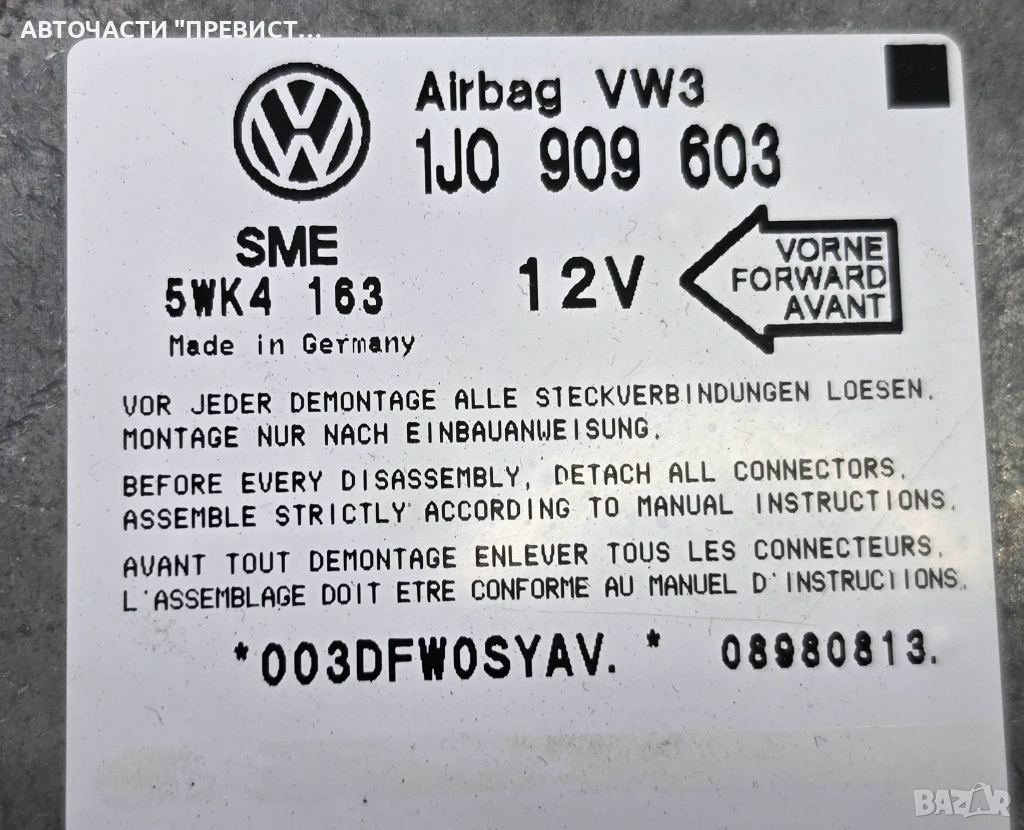 АВТОЧАСТИ "ПРЕВИСТ...
Airbag VW3
1J0 909 603
SME
5WK4 163
Made in Germany
12V
VORNE
FORWARD
AVANT
VOR JEDER DEMONTAGE ALLE STECKVERBINDUNGEN LOESEN.
MONTAGE NUR NACH EINBAUANWEISUNG.
BEFORE EVERY DISASSEMBLY, DETACH ALL CONNECTORS.
ASSEMBLE STRICTLY ACCORDING TO MANUAL INSTRUCTIONS.
AVANT TOUT DEMONTAGE ENLEVER TOUS LES CONNECTEURS.
L'ASSEMBLAGE DOIT ETRE CONFORME AU MANUEL D'INSTRUCTIONS.
*003DFW0SYAV. * 08980813.
BAZAR